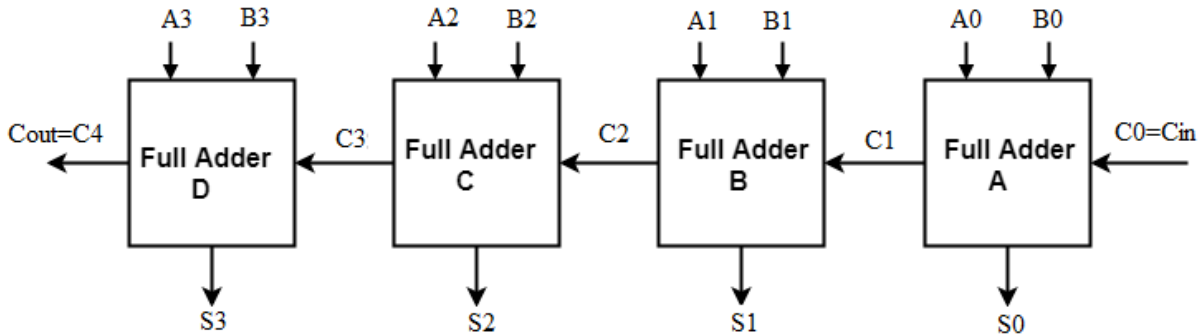 A3 B3 A2 B2 A1 B1 A0 B0
Cout=C4 C3 C2 C1 C0=Cin
Full Adder D
Full Adder C
Full Adder B
Full Adder A
S3 S2 S1 S0